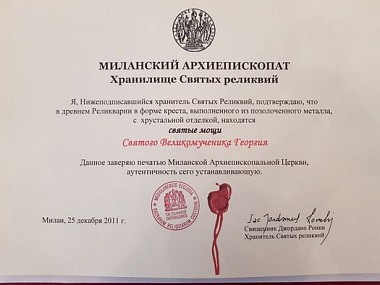 МИЛАНСКИЙ АРХИЕПИСКОПАТ
Хранилище Святых реликвий
Я, Нижеподписавшийся хранитель Святых Реликвий, подтверждаю, что
в древнем Реликварии в форме креста, выполненного из позолоченного металла,
с хрустальной отделкой, находятся
святые мощи
Святого Великомученика Георгия
Данное заверяю печатью Миланской Архиепископальной Церкви,
аутентичность сего устанавливающую.
Милан, 25 декабря 2011 г.
Священник Джордано Ронки
Хранитель Святых реликвий